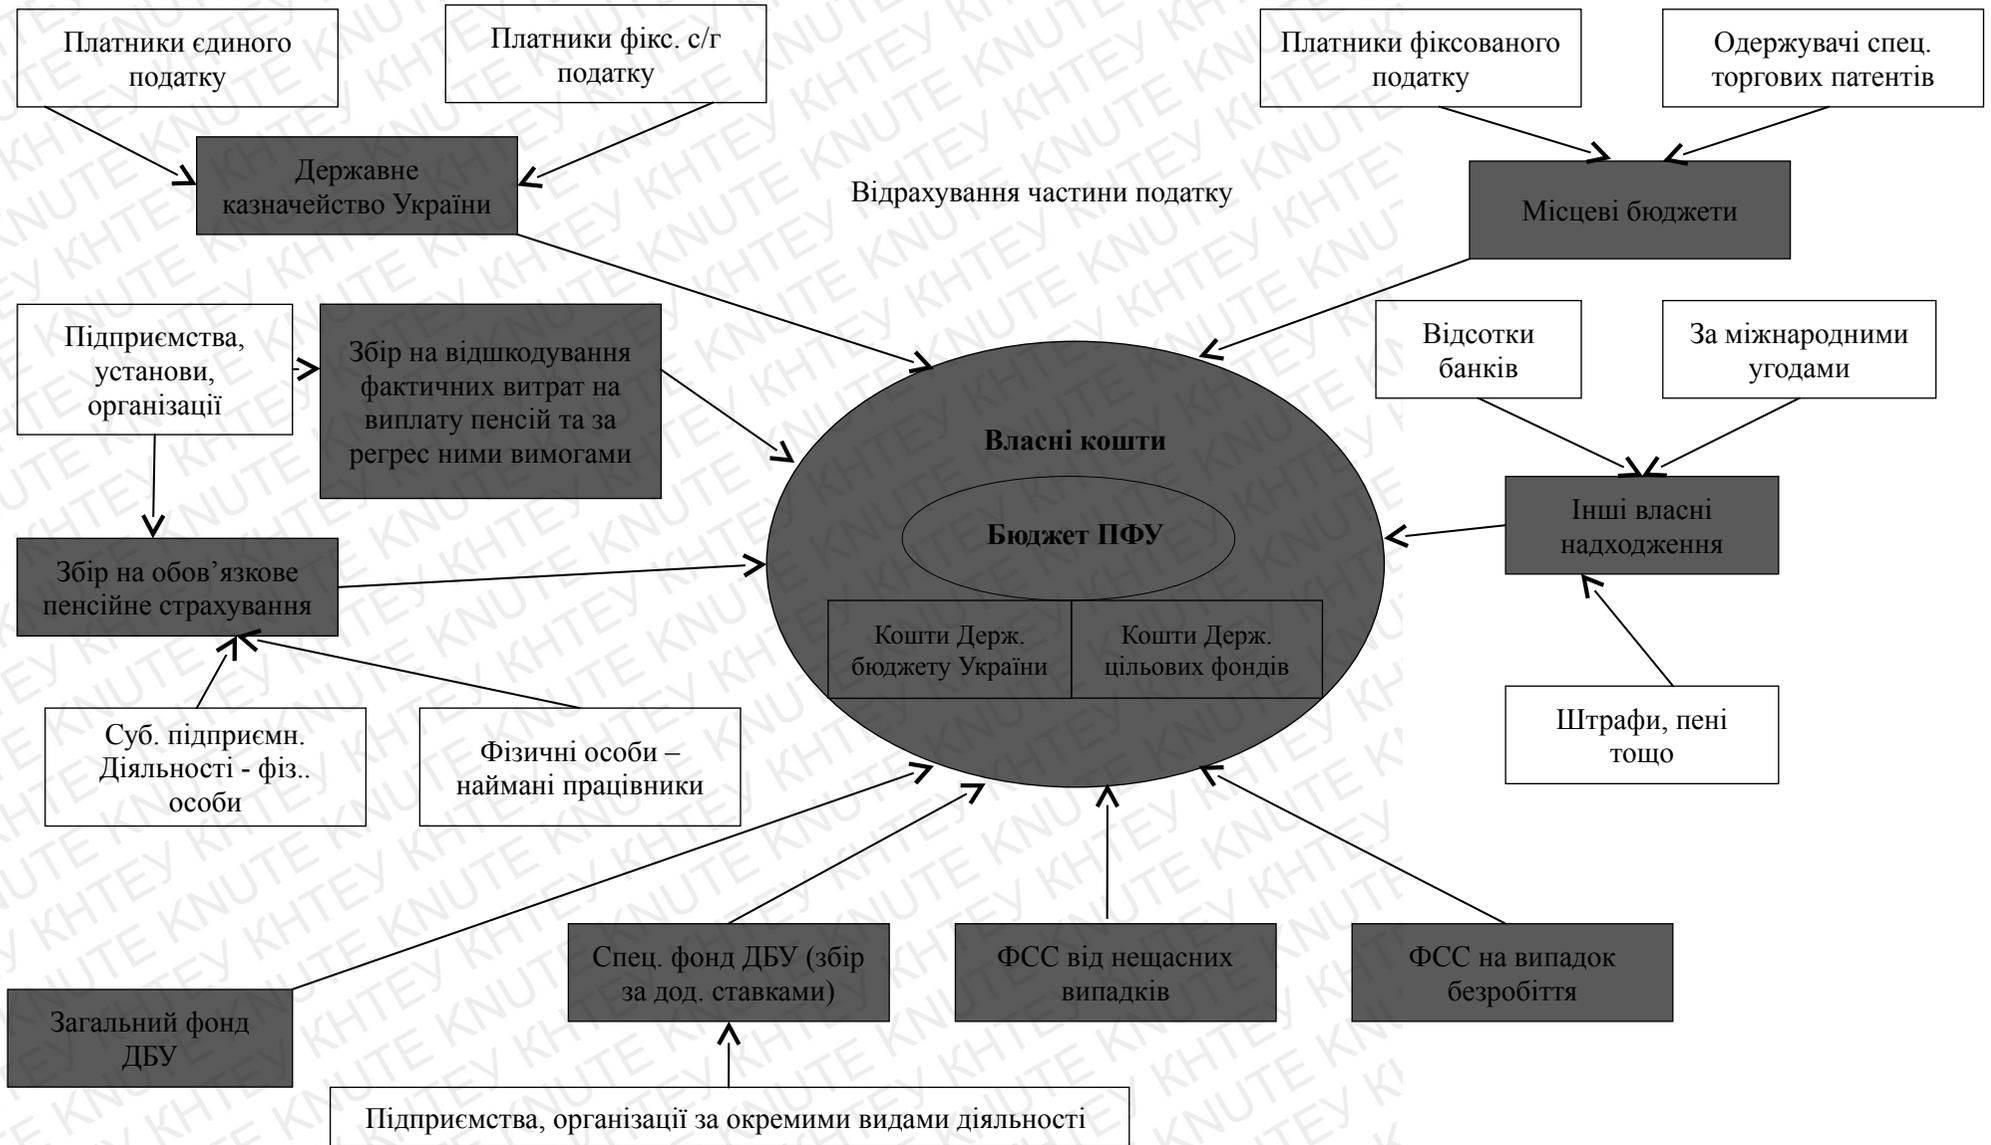 Платники єдиного
податку
Платники фікс. с/г
податку
Платники фіксованого
податку
Одержувачі спец.
торгових патентів
Державне
казначейство України
Відрахування частини податку
Місцеві бюджети
Підприємства,
установи,
організації
Збір на відшкодування
фактичних витрат на
виплату пенсій та за
регрес ними вимогами
Відсотки
банків
За міжнародними
угодами
Власні кошти
Бюджет ПФУ
Інші власні
надходження
Збір на обов’язкове
пенсійне страхування
Кошти Держ.
бюджету України
Кошти Держ.
цільових фондів
Суб. підприємн.
Діяльності - фіз..
особи
Фізичні особи –
наймані працівники
Штрафи, пені
тощо
Загальний фонд
ДБУ
Спец. фонд ДБУ (збір
за дод. ставками)
ФСС від нещасних
випадків
ФСС на випадок
безробіття
Підприємства, організації за окремими видами діяльності